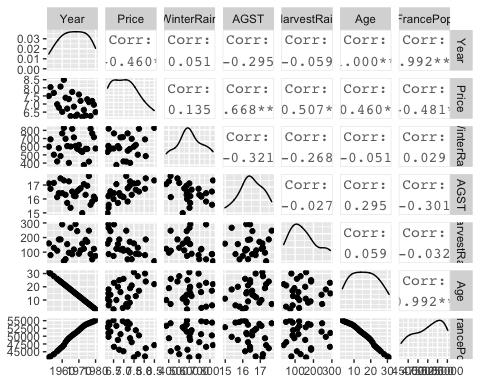 Year Price WinterRain AGST HarvestRai Age FrancePop
0.03 Corr: Corr: Corr: Corr: Corr: Corr: Year
0.02 -0.460* 0.051 -0.295 -0.059 .000** .992**
0.01
0.00
8.5 Corr: Corr: Corr: Corr: Corr: Price
8.0 0.135 .668** 0.507* 0.460* -0.481*
7.5
7.0
6.5
800 Corr: Corr: Corr: Corr:
700 -0.321 -0.268 -0.051 0.029
600
500
400
17 Corr: Corr: Corr: AGST
16 -0.027 0.295 -0.301
15
300 Corr: Corr:
200 0.059 -0.032
100
30 Corr: Age
20 0.992**
10
55000
52500
50000
47500
45000
1960 1970 1980 15 16 17 100 200 300 10 20 30